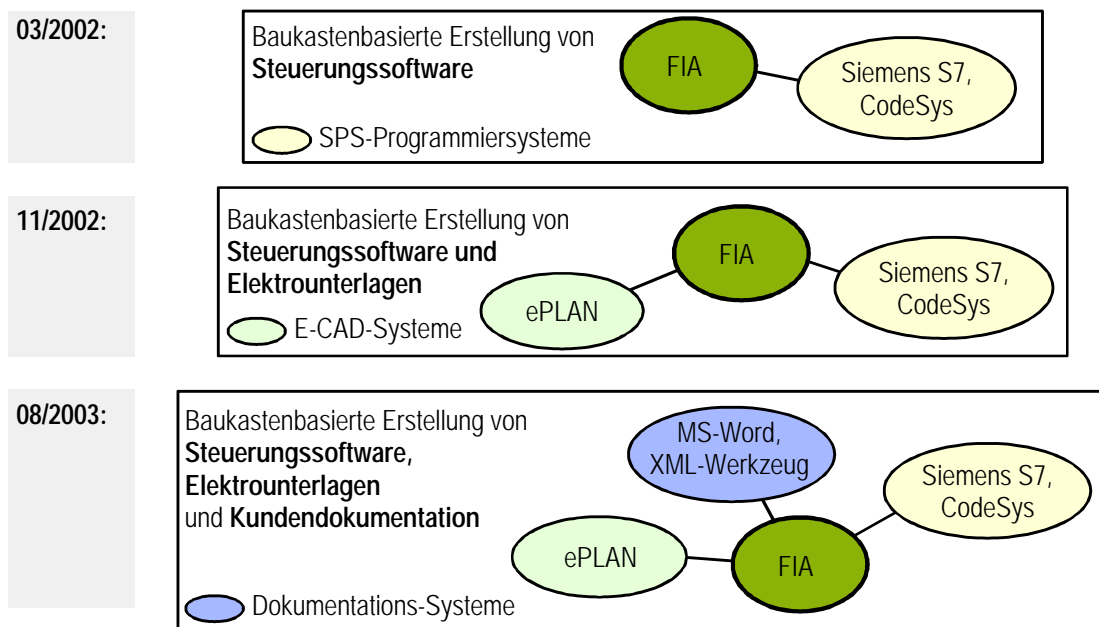 03/2002:
Baukastenbasierte Erstellung von
Steuerungssoftware
FIA
Siemens S7,
CodeSys
SPS-Programmiersysteme
11/2002:
Baukastenbasierte Erstellung von
Steuerungssoftware und
Elektrounterlagen
FIA
Siemens S7,
CodeSys
ePLAN
E-CAD-Systeme
08/2003:
Baukastenbasierte Erstellung von
Steuerungssoftware,
Elektrounterlagen
und Kundendokumentation
MS-Word,
XML-Werkzeug
Siemens S7,
CodeSys
ePLAN
FIA
Dokumentations-Systeme